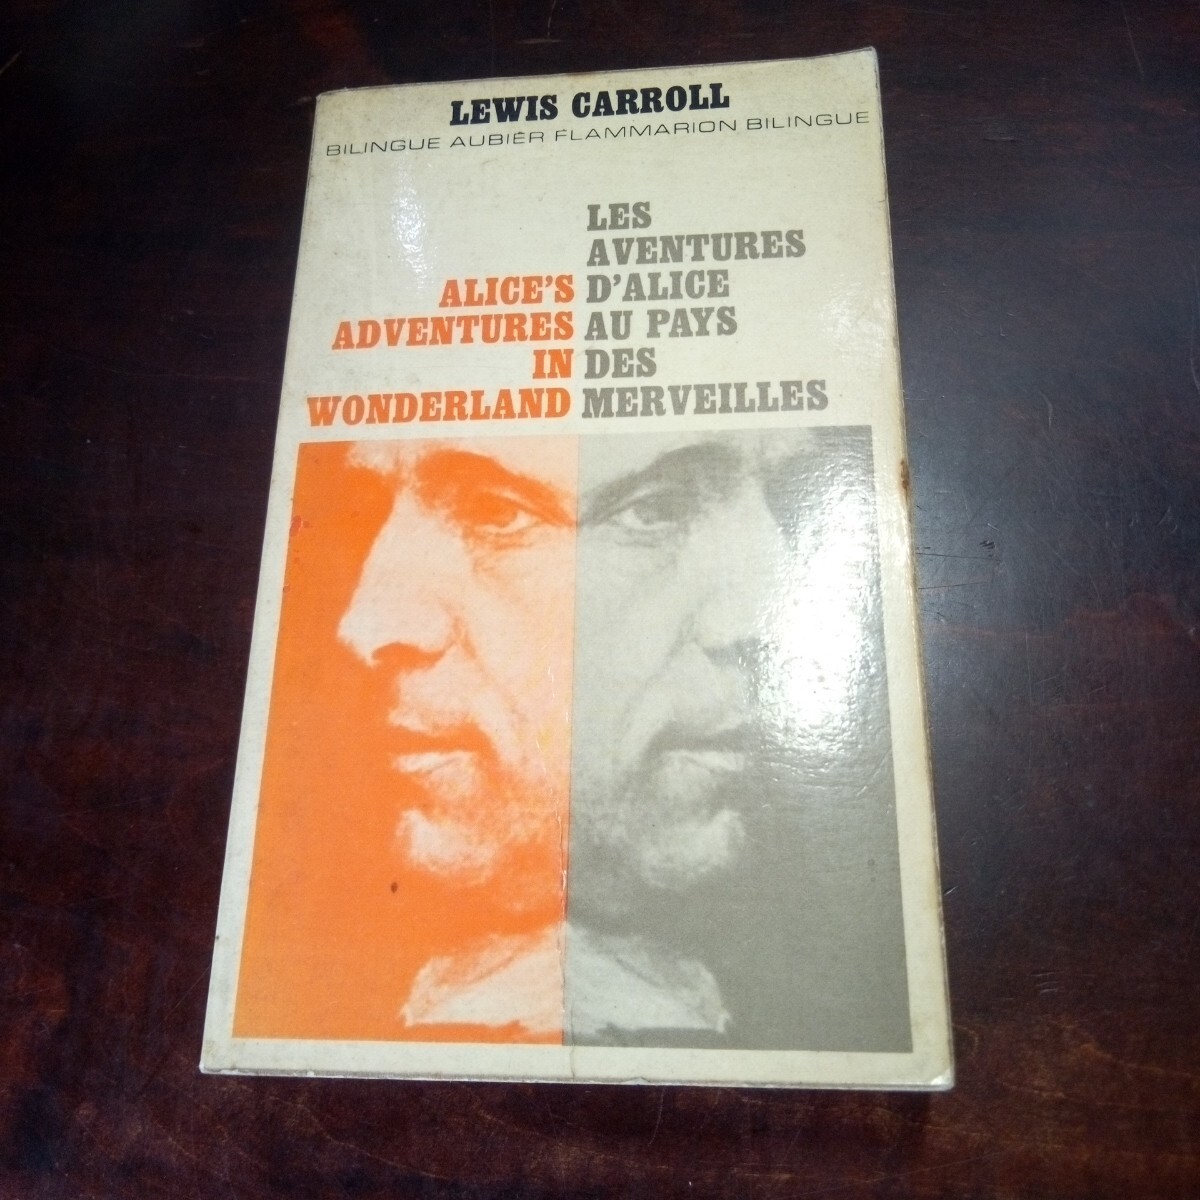 LEWIS CARROLL
BILINGUE AUBIER FLAMMARION BILINGUE
ALICE'S
ADVENTURES
IN
WONDERLAND
LES
AVENTURES
D'ALICE
AU PAYS
DES
MERVEILLES